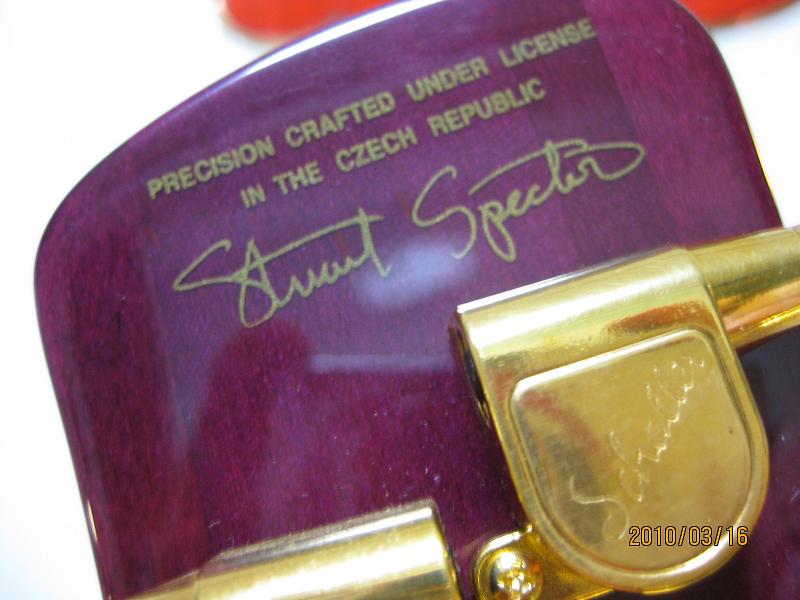 PRECISION CRAFTED UNDER LICENSE
IN THE CZECH REPUBLIC
Stuart Spector
Schaller
2010/03/16